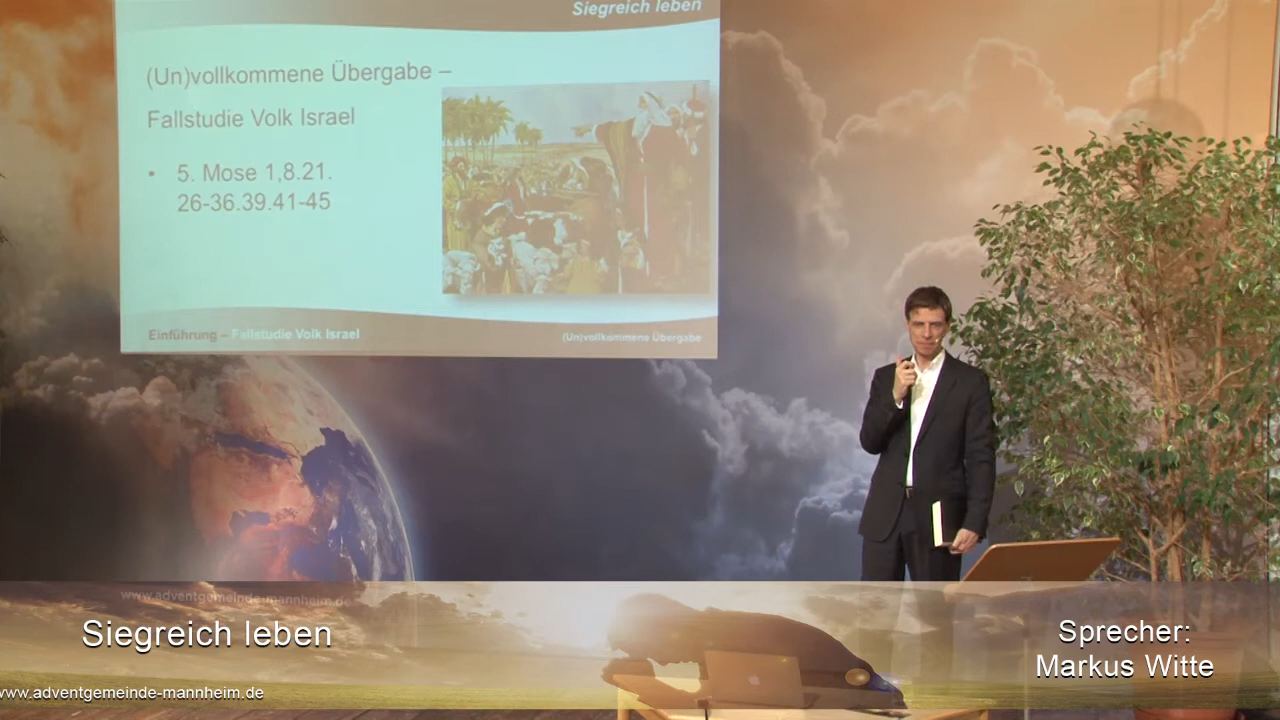 Siegreich leben
(Un)vollkommene Übergabe –
Fallstudie Volk Israel
• 5. Mose 1,8.21.
26-36.39.41-45
Einführung – Fallstudie Volk Israel
(Un)vollkommene Übergabe
www.adventgemeinde-mannheim.de
Siegreich leben
Sprecher:
Markus Witte
www.adventgemeinde-mannheim.de